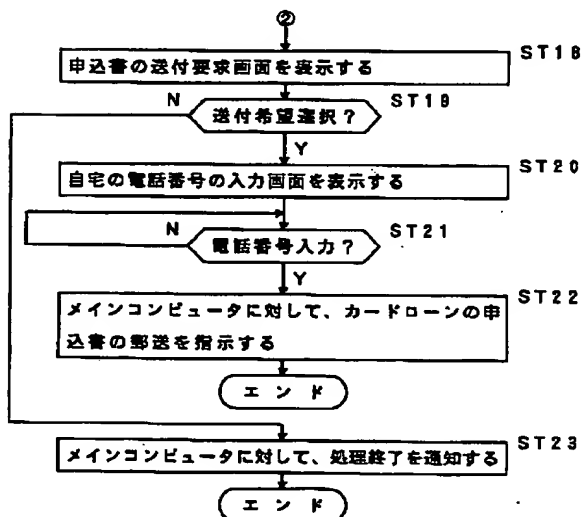 ②
申込書の送付要求画面を表示する
ST18
N
送付希望選択?
ST19
Y
自宅の電話番号の入力画面を表示する
ST20
N
電話番号入力?
ST21
Y
メインコンピュータに対して、カードローンの申
込書の郵送を指示する
ST22
エンド
メインコンピュータに対して、処理終了を通知する
ST23
エンド